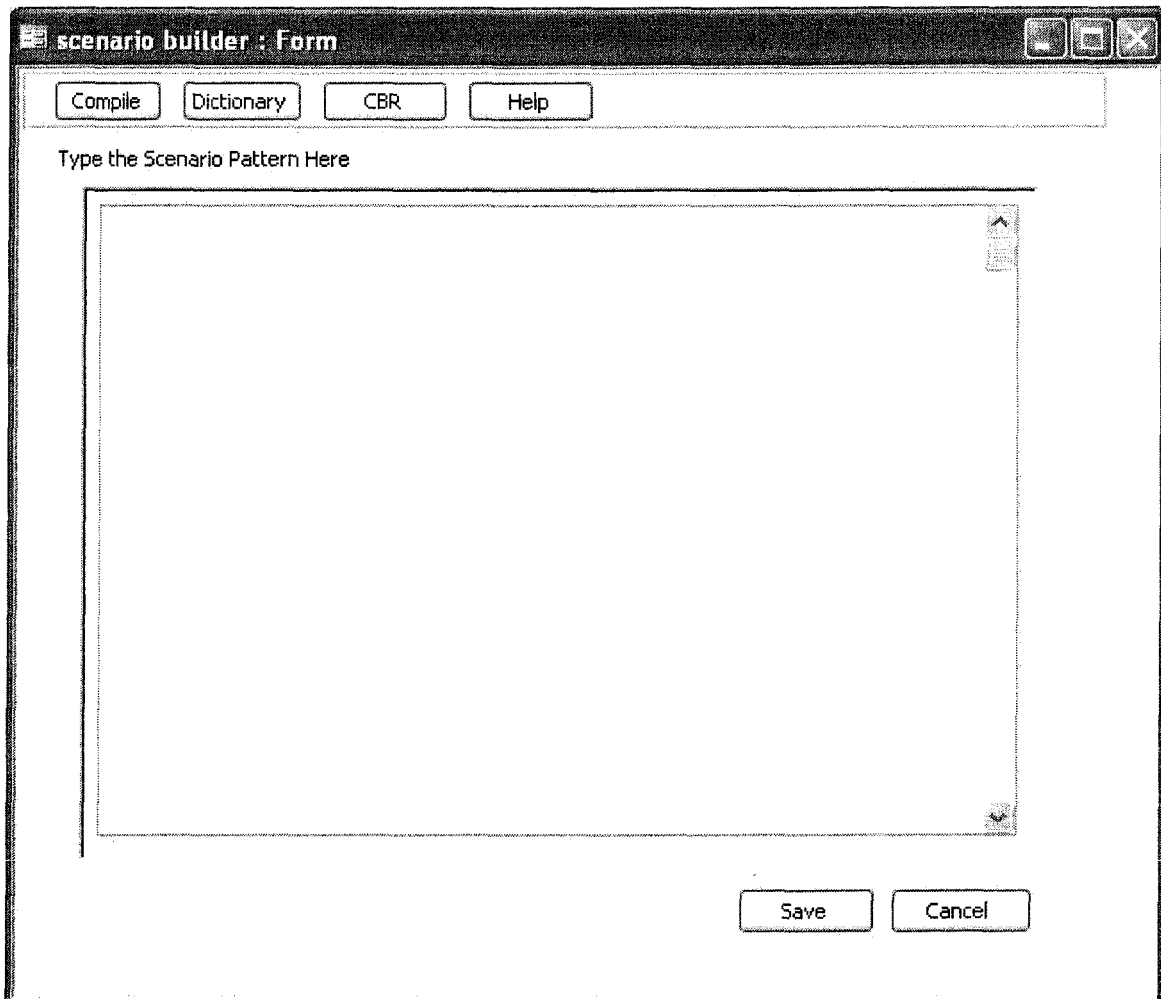 scenario builder : Form
Compile Dictionary CBR Help
Type the Scenario Pattern Here
Save Cancel